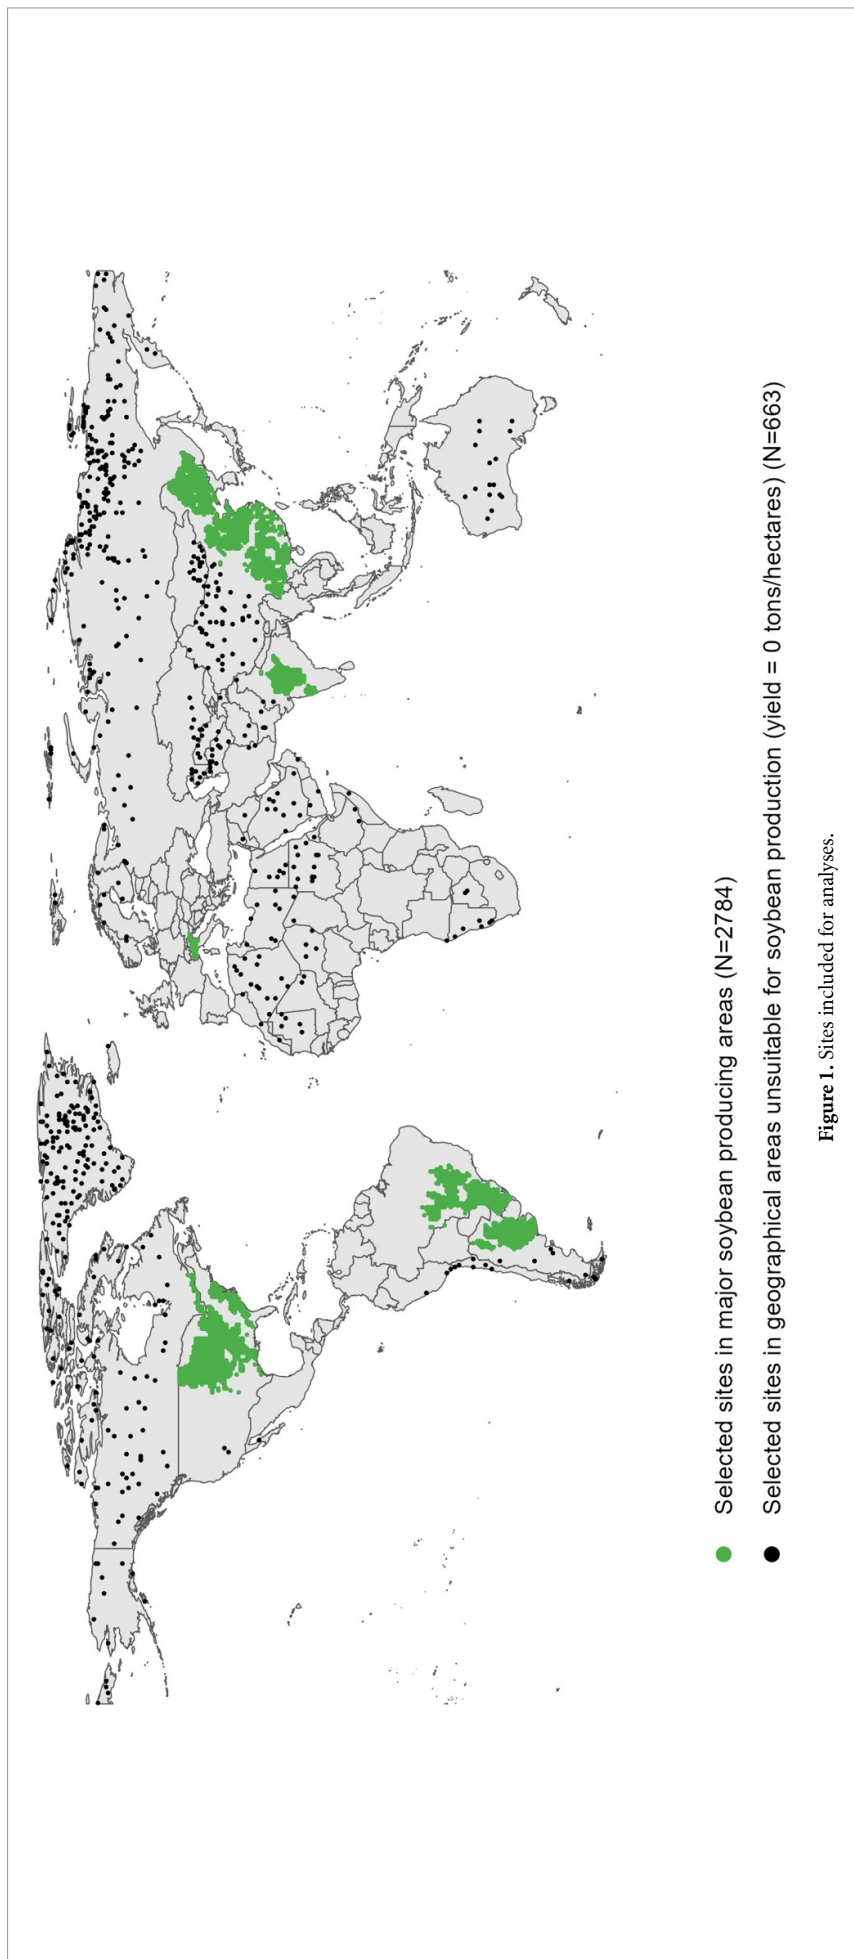 Selected sites in major soybean producing areas (N=2784)
Selected sites in geographical areas unsuitable for soybean production (yield = 0 tons/hectares) (N=663)
Figure 1. Sites included for analyses.